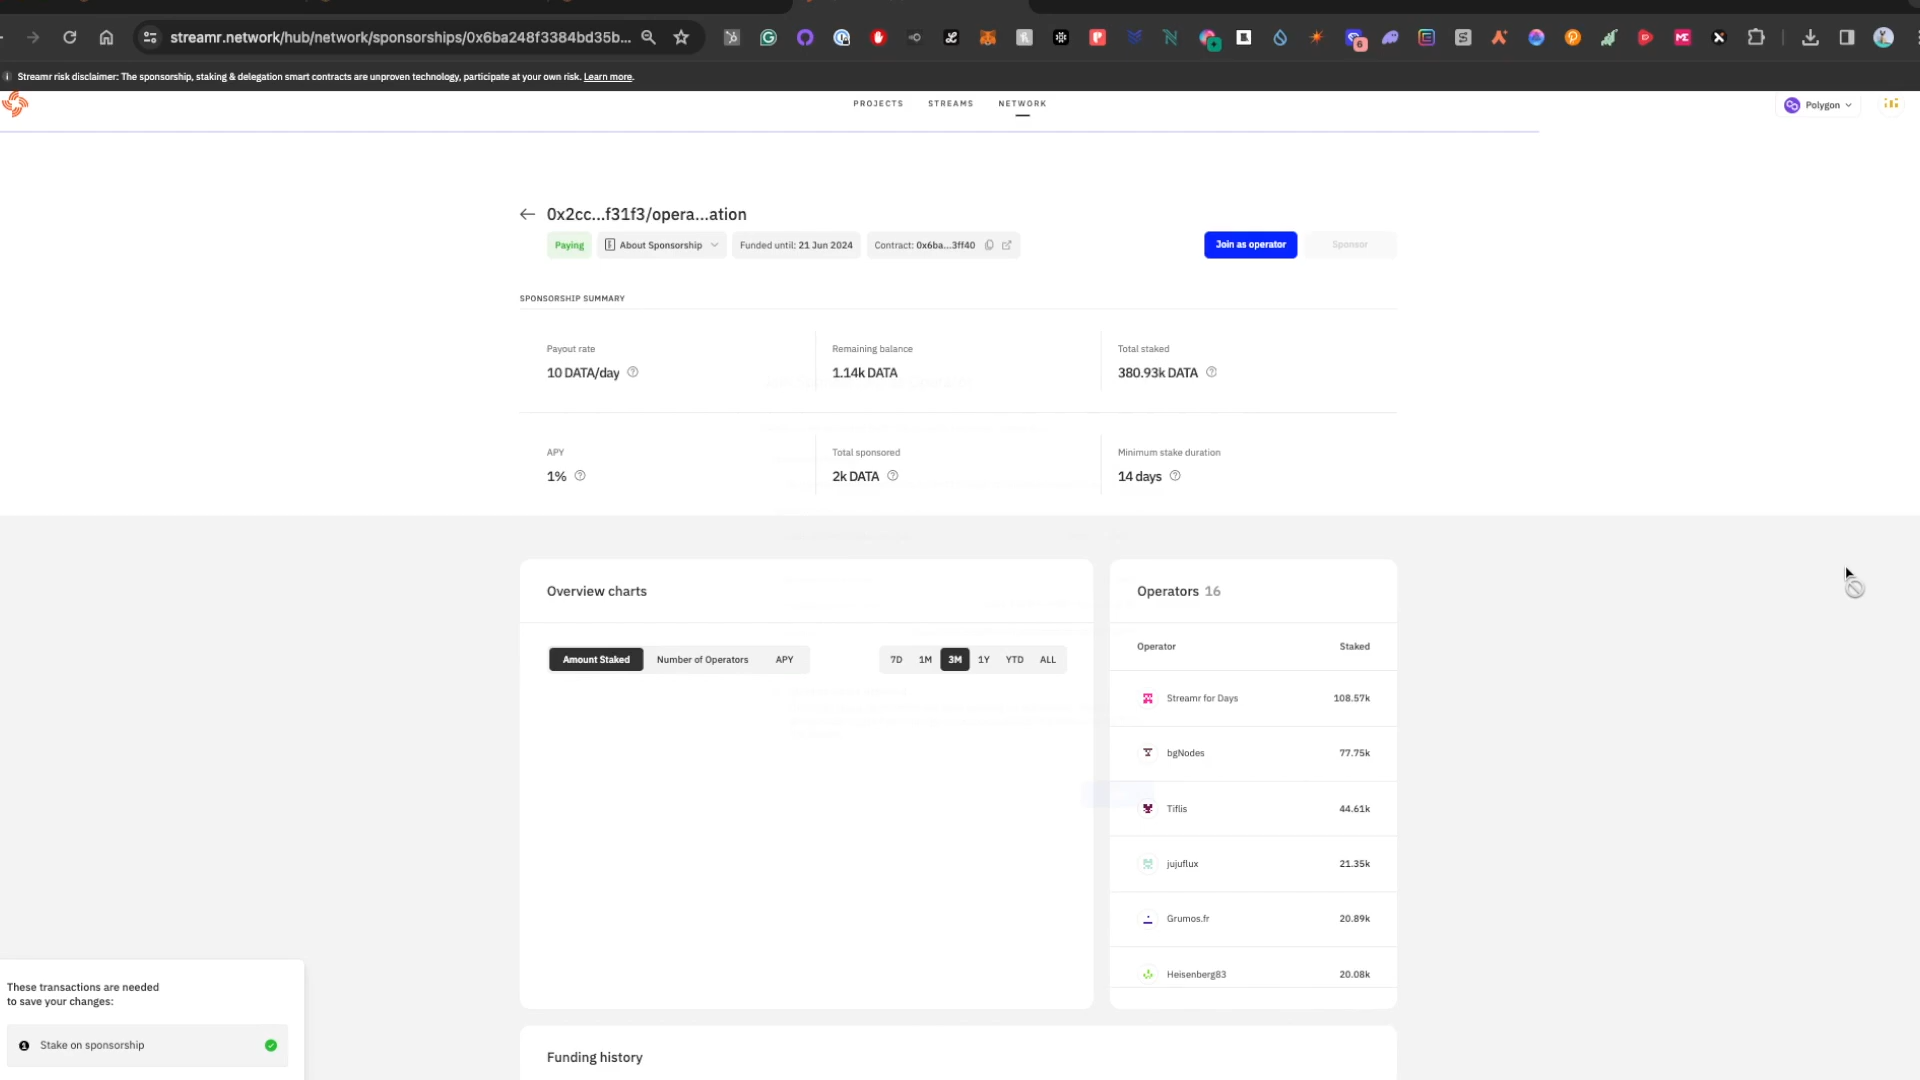 streamr.network/hub/network/sponsorships/0x6ba248f3384bd35b...
6
Streamr risk disclaimer: The sponsorship, staking & delegation smart contracts are unproven technology, participate at your own risk. Learn more.
PROJECTS STREAMS NETWORK
Polygon
0x2cc...f31f3/opera...ation
Paying About Sponsorship Funded until: 21 Jun 2024 Contract: 0x6ba...3ff40
Join as operator Sponsor
SPONSORSHIP SUMMARY
Payout rate Remaining balance Total staked
10 DATA/day 1.14k DATA 380.93k DATA
APY Total sponsored Minimum stake duration
1% 2k DATA 14 days
Overview charts
Amount Staked Number of Operators APY 7D 1M 3M 1Y YTD ALL
Operators 16
Operator Staked
Streamr for Days 108.57k
bgNodes 77.75k
Tiflis 44.61k
jujuflux 21.35k
Grumos.fr 20.89k
Heisenberg83 20.08k
These transactions are needed
to save your changes:
1 Stake on sponsorship
Funding history